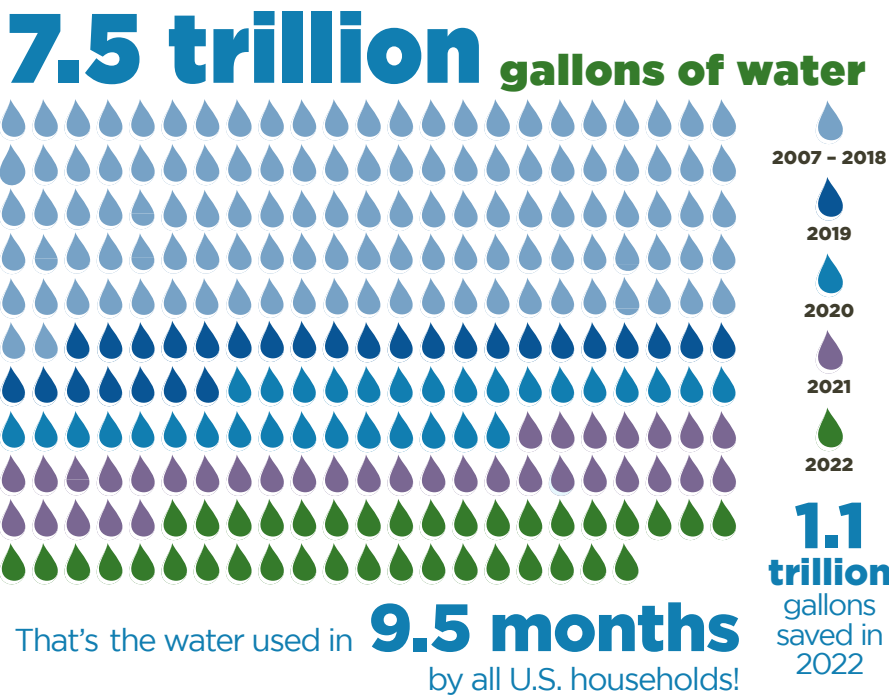 7.5 trillion gallons of water
2007 – 2018
2019
2020
2021
2022
1.1
trillion
gallons
saved in
2022
That's the water used in 9.5 months
by all U.S. households!